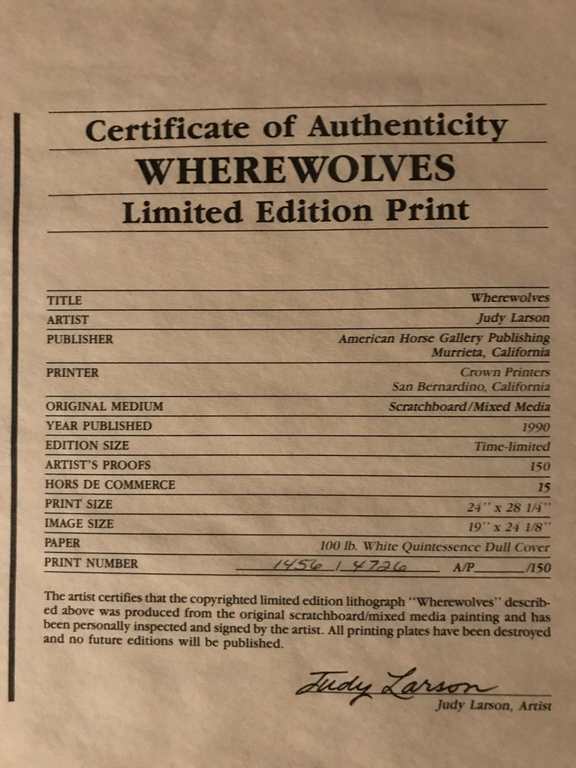 Certificate of Authenticity
WHEREWOLVES
Limited Edition Print
TITLE Wherewolves
ARTIST Judy Larson
PUBLISHER American Horse Gallery Publishing
Murrieta, California
PRINTER Crown Printers
San Bernardino, California
ORIGINAL MEDIUM Scratchboard/Mixed Media
YEAR PUBLISHED 1990
EDITION SIZE Time-limited
ARTIST'S PROOFS 150
HORS DE COMMERCE 15
PRINT SIZE 24" x 28 1/4"
IMAGE SIZE 19" x 24 1/8"
PAPER 100 lb. White Quintessence Dull Cover
PRINT NUMBER 1456 / 4726 A/P____/150
The artist certifies that the copyrighted limited edition lithograph "Wherewolves" describ-
ed above was produced from the original scratchboard/mixed media painting and has
been personally inspected and signed by the artist. All printing plates have been destroyed
and no future editions will be published.
Judy Larson
Judy Larson, Artist